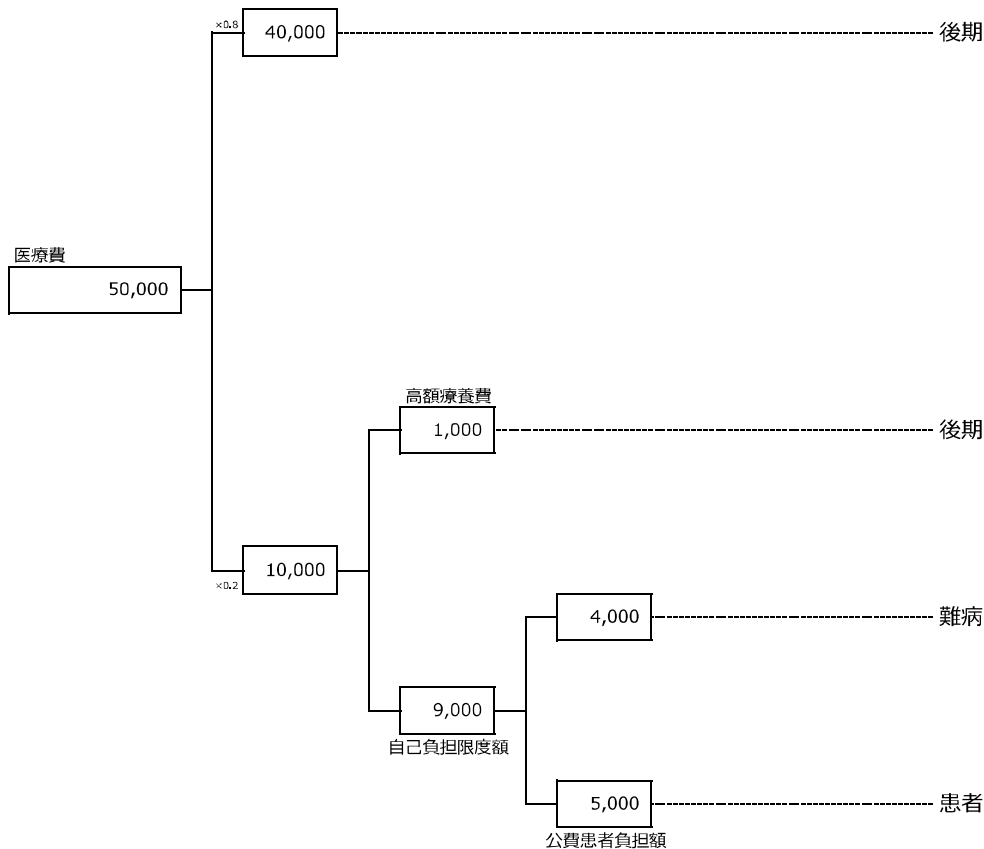 ×0.8
40,000
後期
医療費
50,000
高額療養費
1,000
後期
10,000
×0.2
4,000
難病
9,000
自己負担限度額
5,000
患者
公費患者負担額